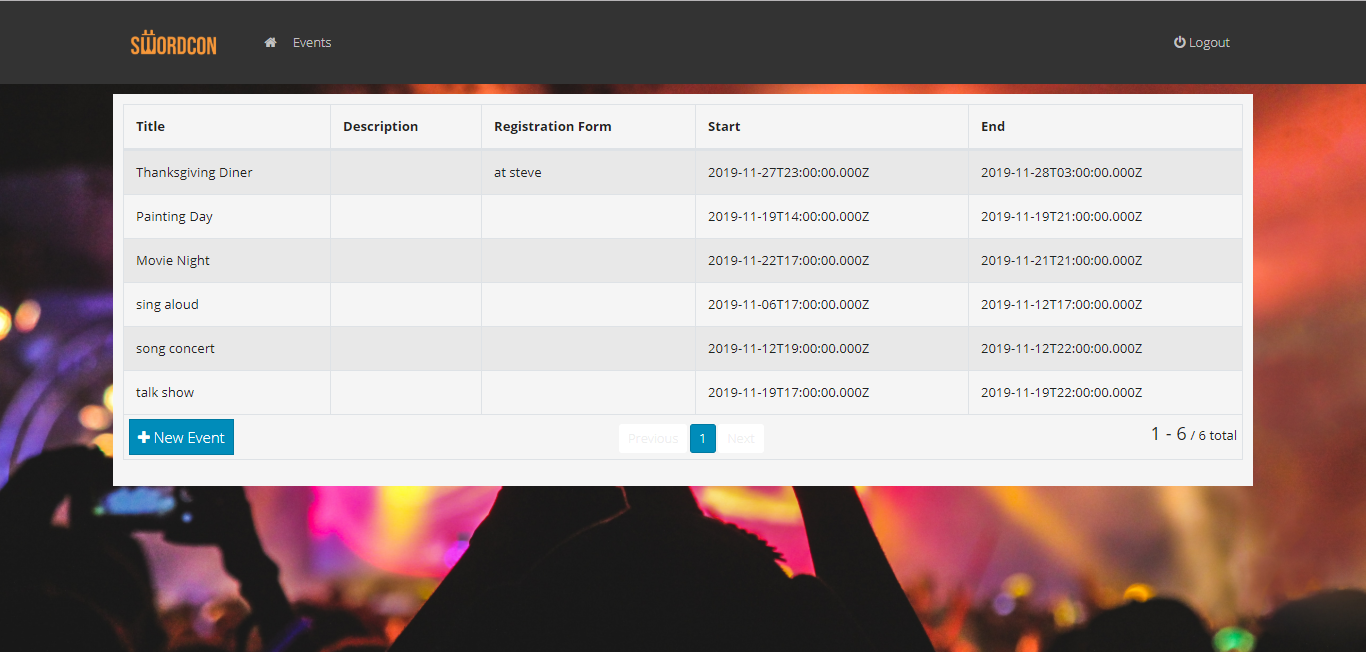 SWORDCON Events Logout
Title Description Registration Form Start End
Thanksgiving Diner at steve 2019-11-27T23:00:00.000Z 2019-11-28T03:00:00.000Z
Painting Day 2019-11-19T14:00:00.000Z 2019-11-19T21:00:00.000Z
Movie Night 2019-11-22T17:00:00.000Z 2019-11-21T21:00:00.000Z
sing aloud 2019-11-06T17:00:00.000Z 2019-11-12T17:00:00.000Z
song concert 2019-11-12T19:00:00.000Z 2019-11-12T22:00:00.000Z
talk show 2019-11-19T17:00:00.000Z 2019-11-19T22:00:00.000Z
New Event Previous 1 Next 1 - 6 / 6 total